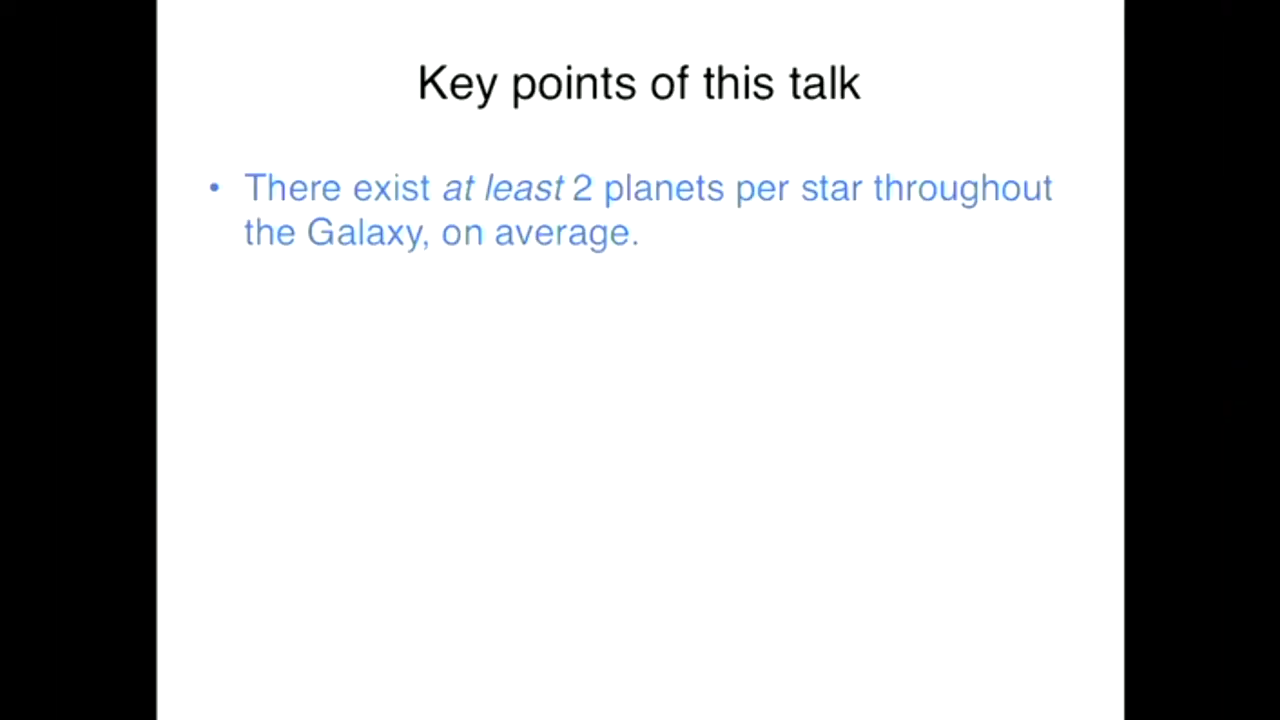 Key points of this talk
• There exist at least 2 planets per star throughout
the Galaxy, on average.